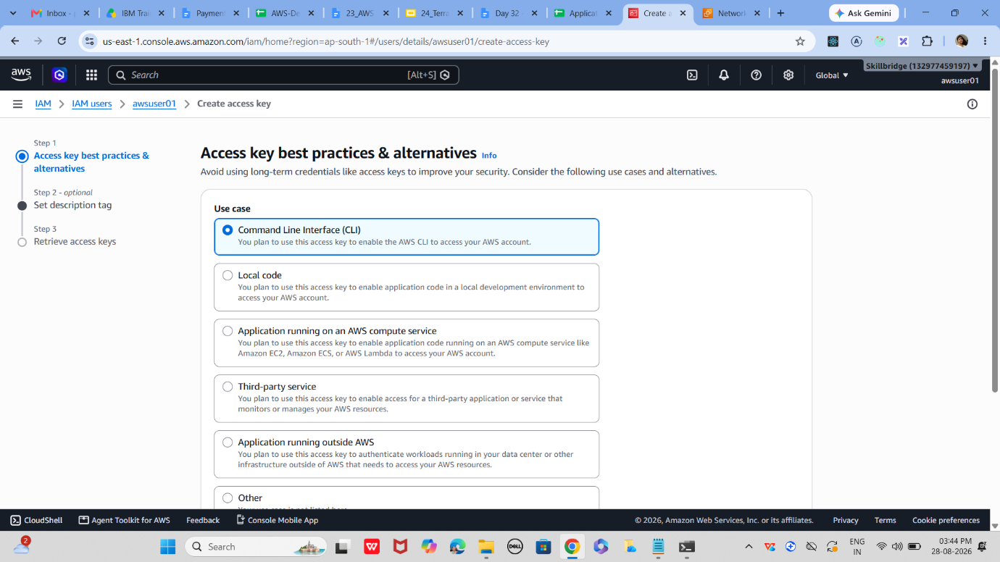 Inbox -
IBM Tra
Paymen
AWS-De
23_AWS
24_Terra
Day 32 -
Applicat
Create a
Network
Ask Gemini
us-east-1.console.aws.amazon.com/iam/home?region=ap-south-1#/users/details/awsuser01/create-access-key
aws
Search
[Alt+S]
Global
Skillbridge (132977459197)
awsuser01
IAM
IAM users
awsuser01
Create access key
Step 1
Access key best practices &
alternatives
Step 2 - optional
Set description tag
Step 3
Retrieve access keys
Access key best practices & alternatives Info
Avoid using long-term credentials like access keys to improve your security. Consider the following use cases and alternatives.
Use case
Command Line Interface (CLI)
You plan to use this access key to enable the AWS CLI to access your AWS account.
Local code
You plan to use this access key to enable application code in a local development environment to
access your AWS account.
Application running on an AWS compute service
You plan to use this access key to enable application code running on an AWS compute service like
Amazon EC2, Amazon ECS, or AWS Lambda to access your AWS account.
Third-party service
You plan to use this access key to enable access for a third-party application or service that
monitors or manages your AWS resources.
Application running outside AWS
You plan to use this access key to authenticate workloads running in your data center or other
infrastructure outside of AWS that needs to access your AWS resources.
Other
CloudShell
Agent Toolkit for AWS
Feedback
Console Mobile App
© 2026, Amazon Web Services, Inc. or its affiliates.
Privacy
Terms
Cookie preferences
2
Search
DELL
ENG
IN
03:44 PM
28-08-2026